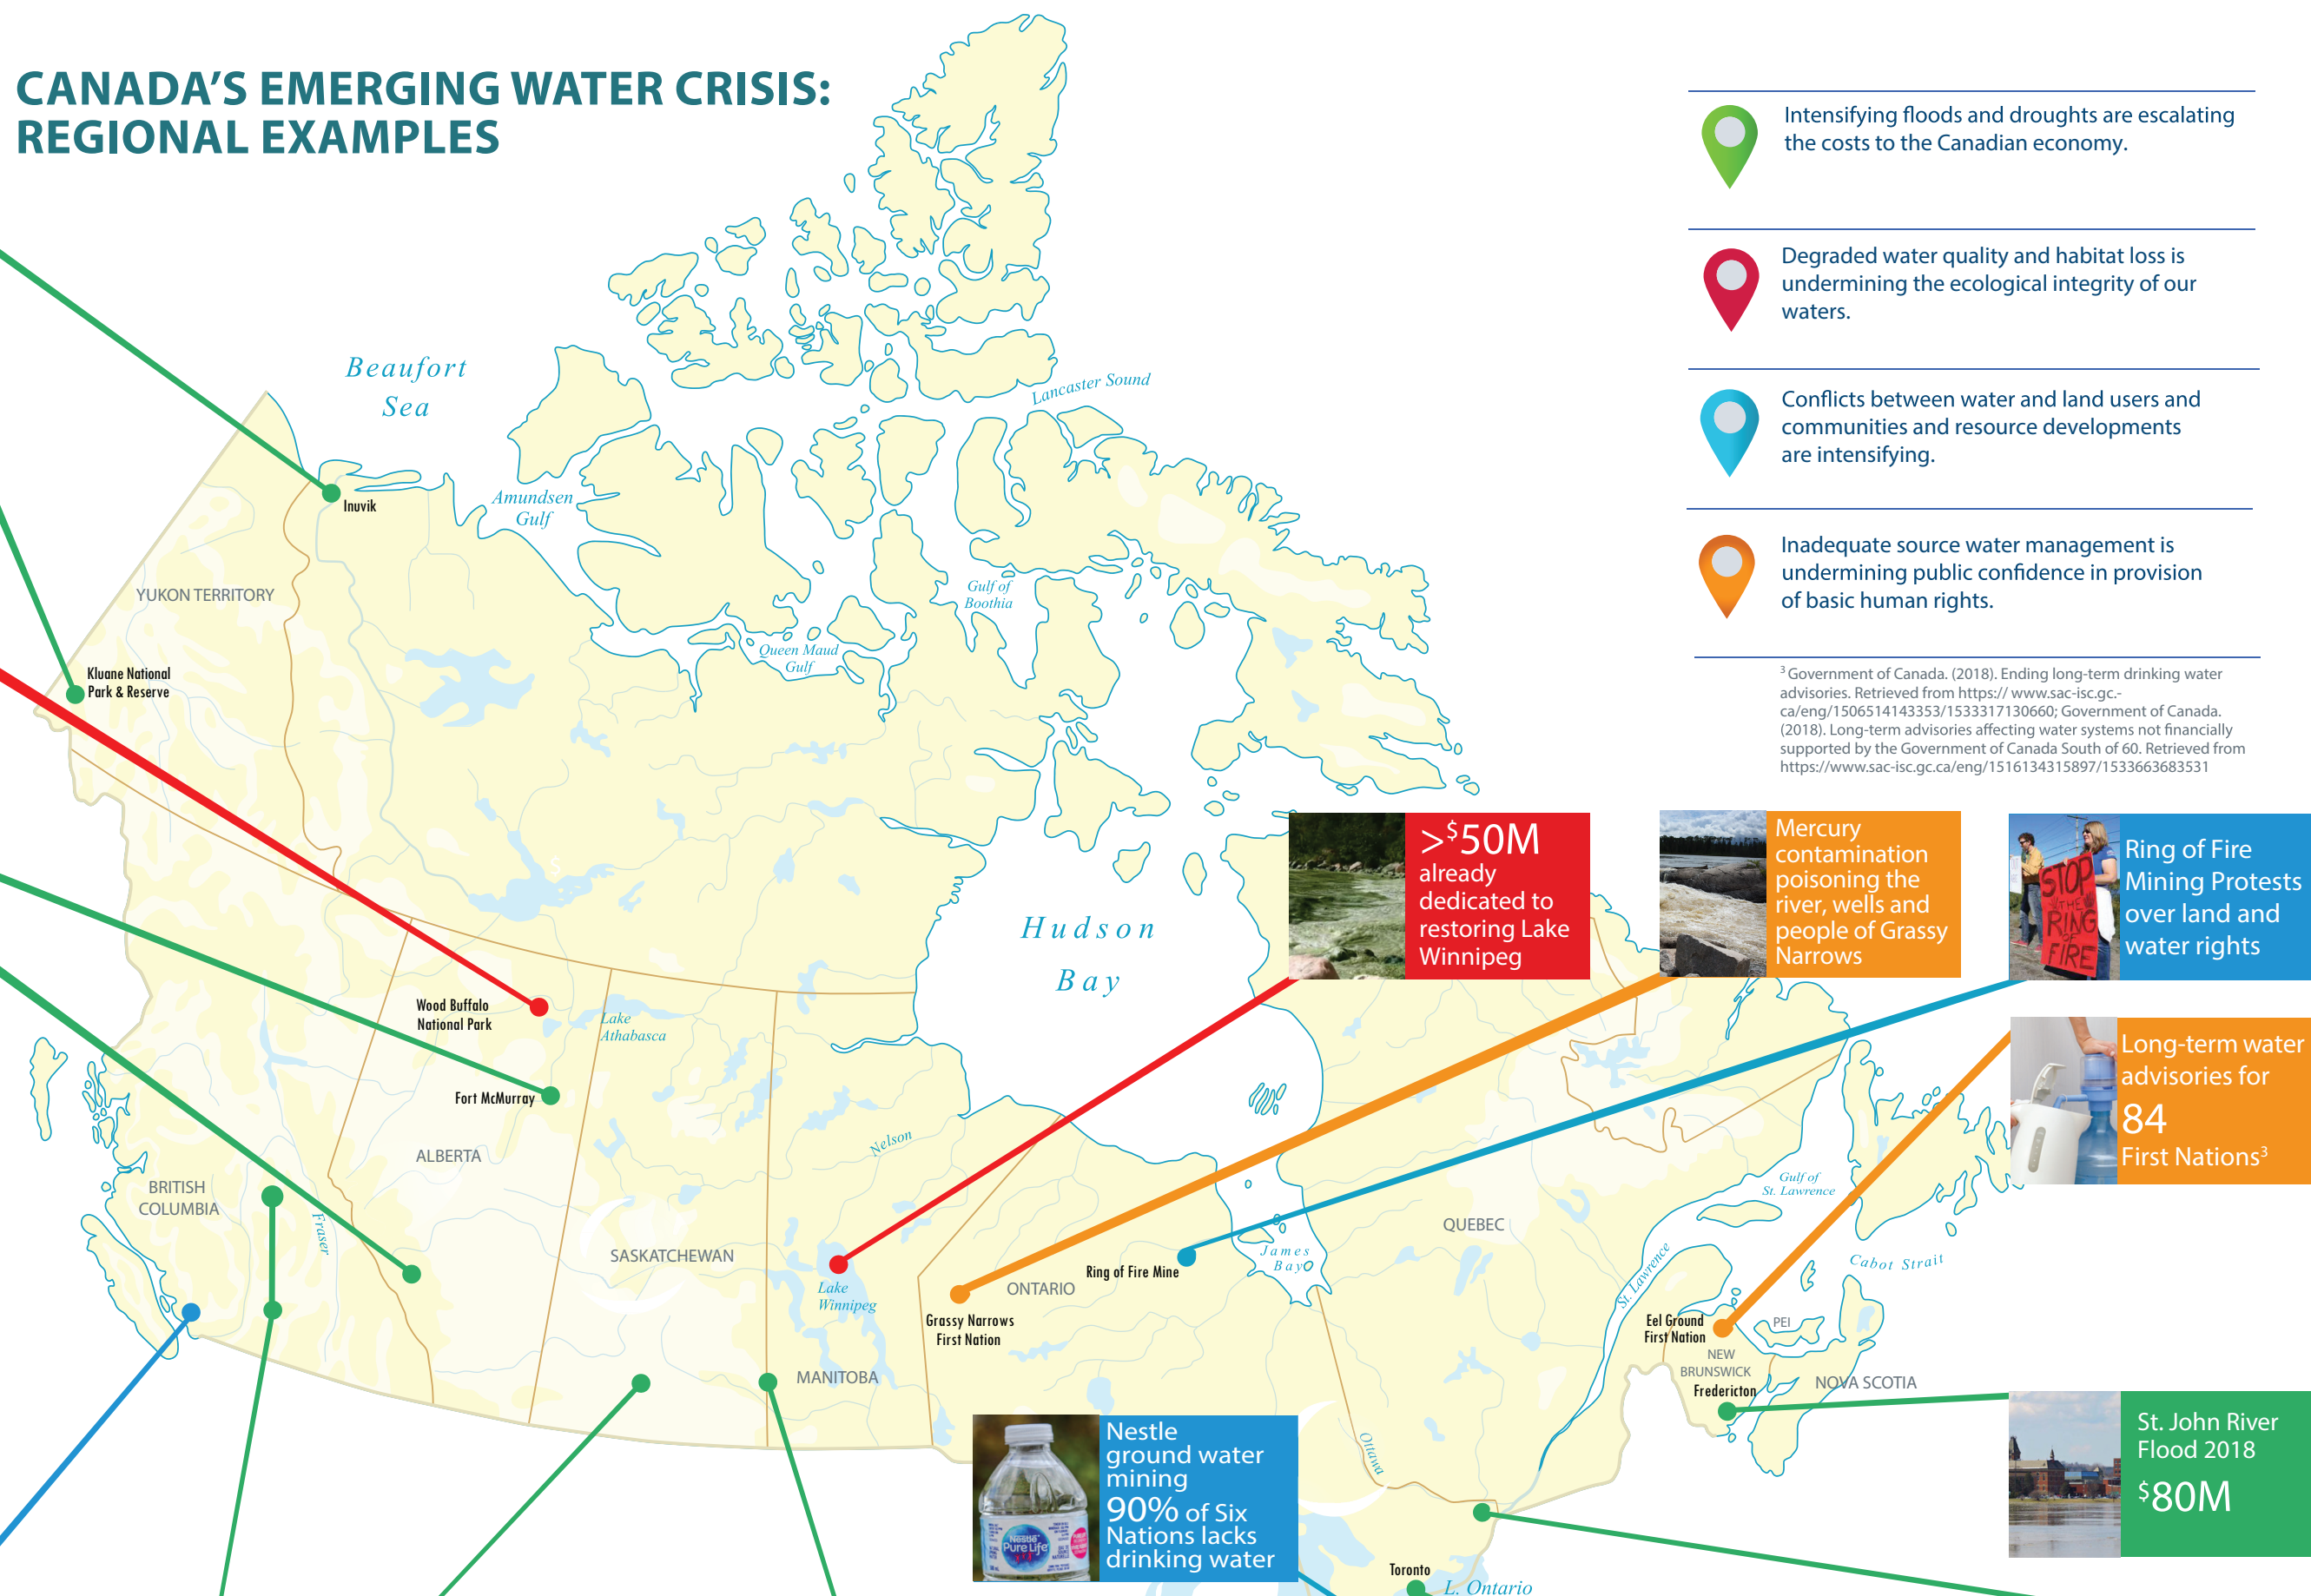 CANADA'S EMERGING WATER CRISIS:
REGIONAL EXAMPLES
Intensifying floods and droughts are escalating
the costs to the Canadian economy.
Degraded water quality and habitat loss is
undermining the ecological integrity of our
waters.
Conflicts between water and land users and
communities and resource developments
are intensifying.
Inadequate source water management is
undermining public confidence in provision
of basic human rights.
3 Government of Canada. (2018). Ending long-term drinking water
advisories. Retrieved from https:// www.sac-isc.gc.-
ca/eng/1506514143353/1533317130660; Government of Canada.
(2018). Long-term advisories affecting water systems not financially
supported by the Government of Canada South of 60. Retrieved from
https://www.sac-isc.gc.ca/eng/1516134315897/1533663683531
Beaufort
Sea
Lancaster Sound
Amundsen
Gulf
Inuvik
Gulf of
Boothia
YUKON TERRITORY
Queen Maud
Gulf
Kluane National
Park & Reserve
$
>$50M
already
dedicated to
restoring Lake
Winnipeg
Mercury
contamination
poisoning the
river, wells and
people of Grassy
Narrows
STOP
THE
RING
OF
FIRE
Ring of Fire
Mining Protests
over land and
water rights
Hudson
Bay
Wood Buffalo
National Park
Lake
Athabasca
Fort McMurray
Long-term water
advisories for
84
First Nations3
Nelson
ALBERTA
BRITISH
COLUMBIA
Fraser
SASKATCHEWAN
Lake
Winnipeg
Ring of Fire Mine
James
Bay
ONTARIO
QUEBEC
Gulf of
St. Lawrence
St. Lawrence
Cabot Strait
Grassy Narrows
First Nation
Eel Ground
First Nation
PEI
NEW
BRUNSWICK
Fredericton
NOVA SCOTIA
MANITOBA
Nestle
ground water
mining
90% of Six
Nations lacks
drinking water
Nestle
Pure Life
Ottawa
St. John River
Flood 2018
$80M
Toronto
L. Ontario